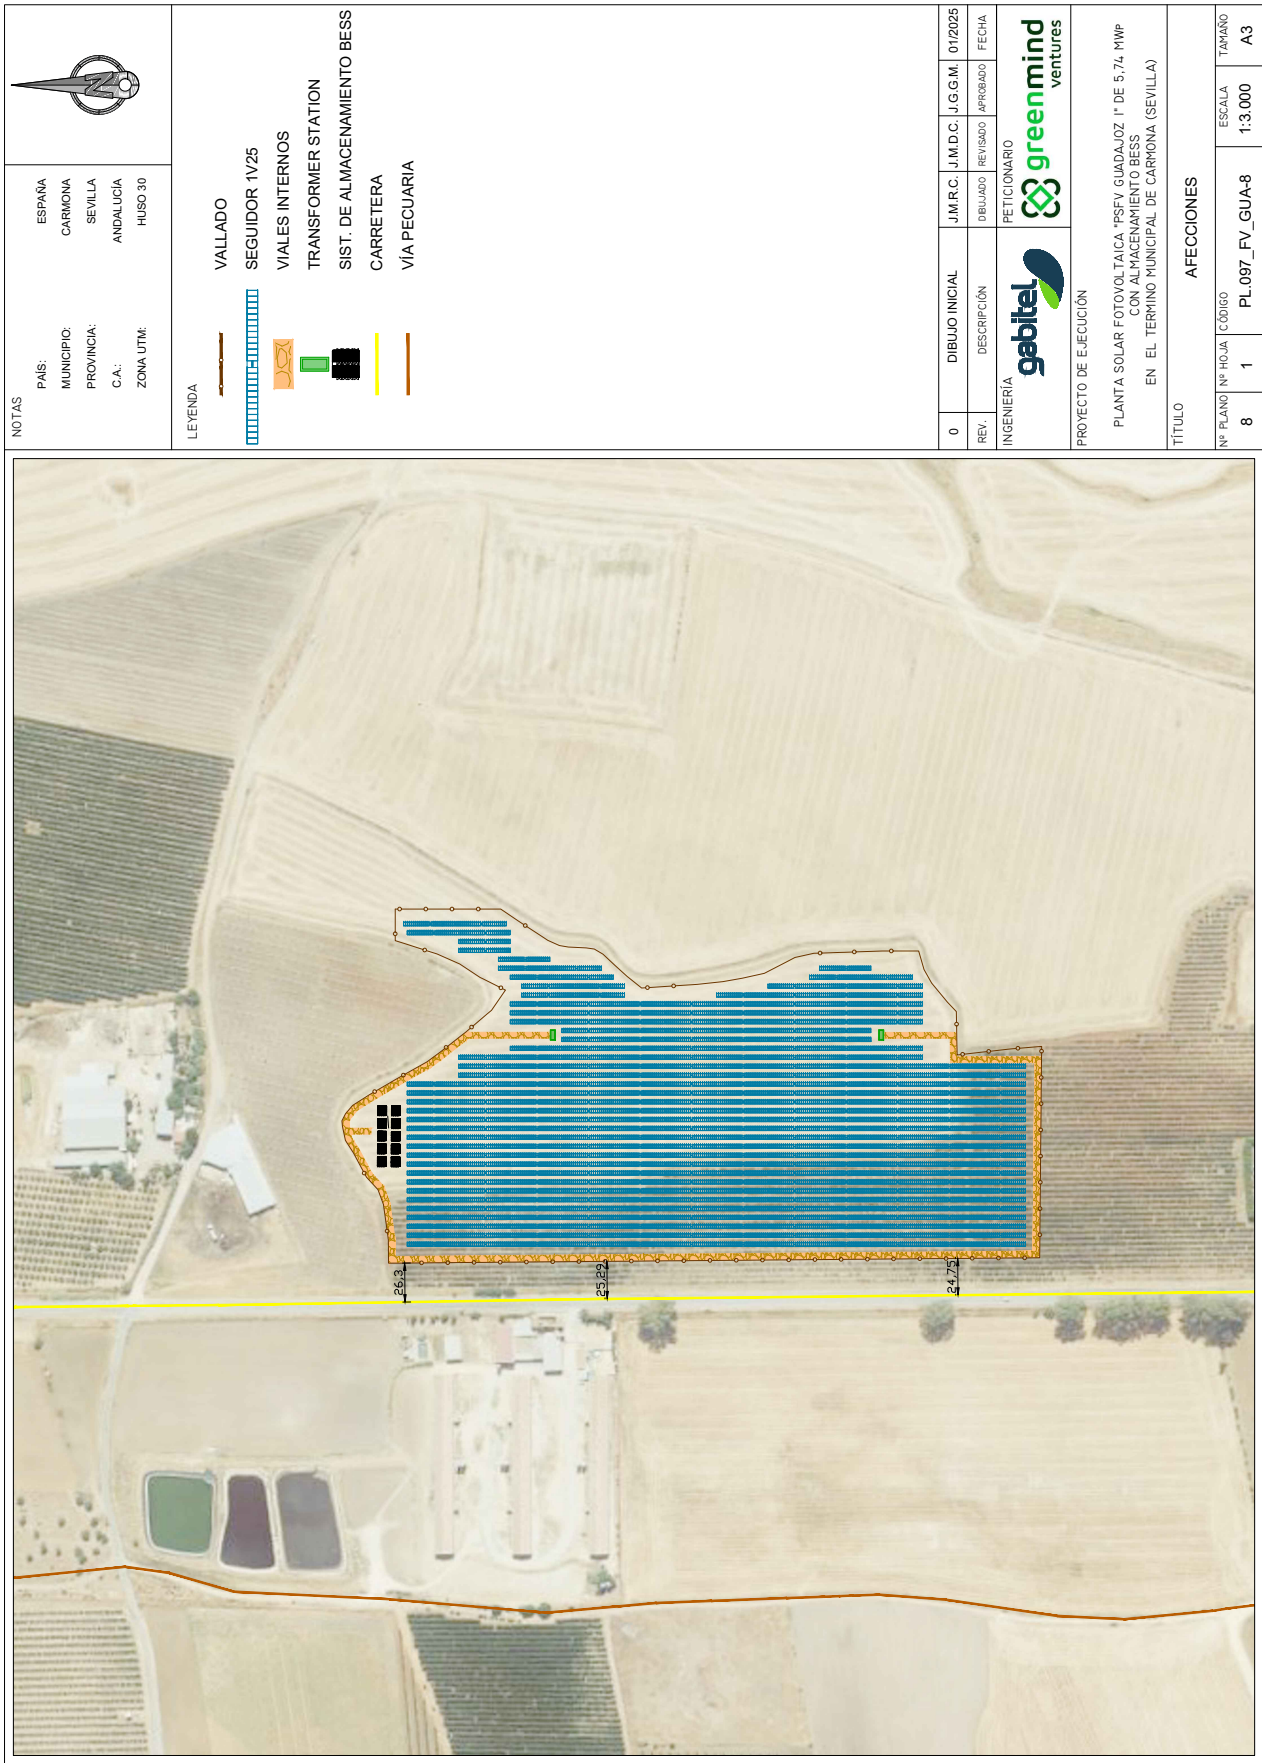 NOTAS
PAÍS: ESPAÑA
MUNICIPIO: CARMONA
PROVINCIA: SEVILLA
C.A.: ANDALUCÍA
ZONA UTM: HUSO 30
N
LEYENDA
VALLADO
SEGUIDOR 1V25
VIALES INTERNOS
TRANSFORMER STATION
SIST. DE ALMACENAMIENTO BESS
CARRETERA
VÍA PECUARIA
0 DIBUJO INICIAL J.M.R.C. J.M.D.C. J.G.G.M. 01/2025
REV. DESCRIPCIÓN DIBUJADO REVISADO APROBADO FECHA
INGENIERÍA PETICIONARIO
gabitel
greenmind
ventures
PROYECTO DE EJECUCIÓN
PLANTA SOLAR FOTOVOLTAICA "PSFV GUADAJOZ I" DE 5,74 MWP
CON ALMACENAMIENTO BESS
EN EL TERMINO MUNICIPAL DE CARMONA (SEVILLA)
TÍTULO
AFECCIONES
Nº PLANO Nº HOJA CÓDIGO ESCALA TAMAÑO
8 1 PL.097_FV_GUA-8 1:3.000 A3
26,3
25,29
24,75